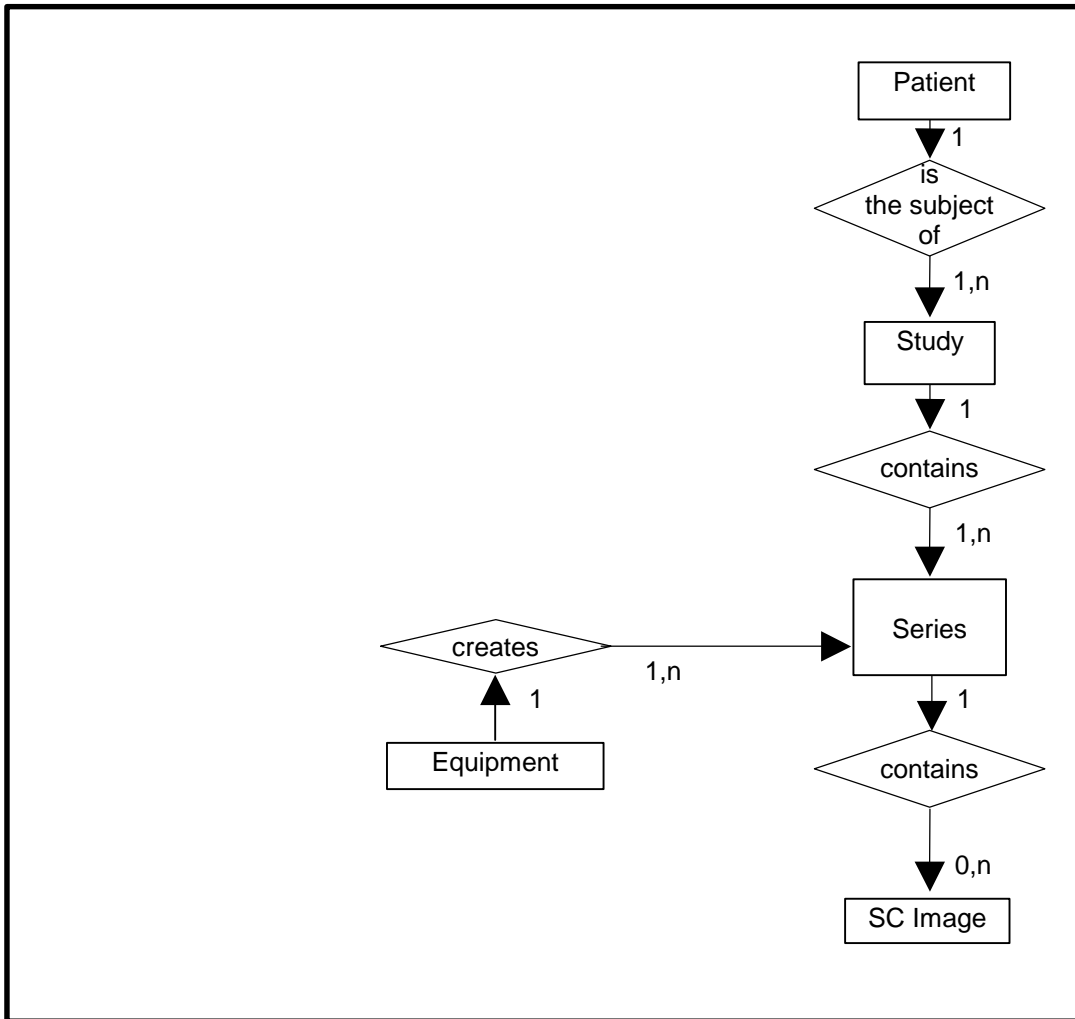 Patient
1
is
the subject
of
1,n
Study
1
contains
1,n
Series
creates
1,n
1
1
Equipment
contains
0,n
SC Image